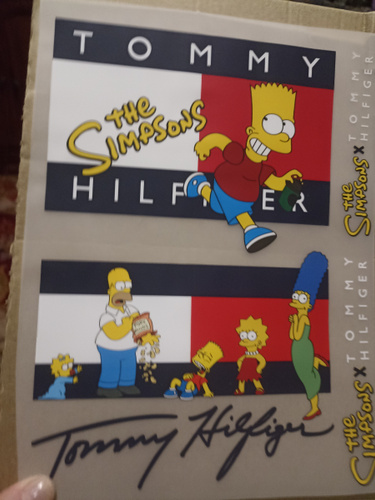 TOMMY
THE
SIMPSONS
HILFIGER
Tommy Hilfiger
THE
SIMPSONS X TOMMY
HILFIGER
THE
SIMPSONS X TOMMY
HILFIGER